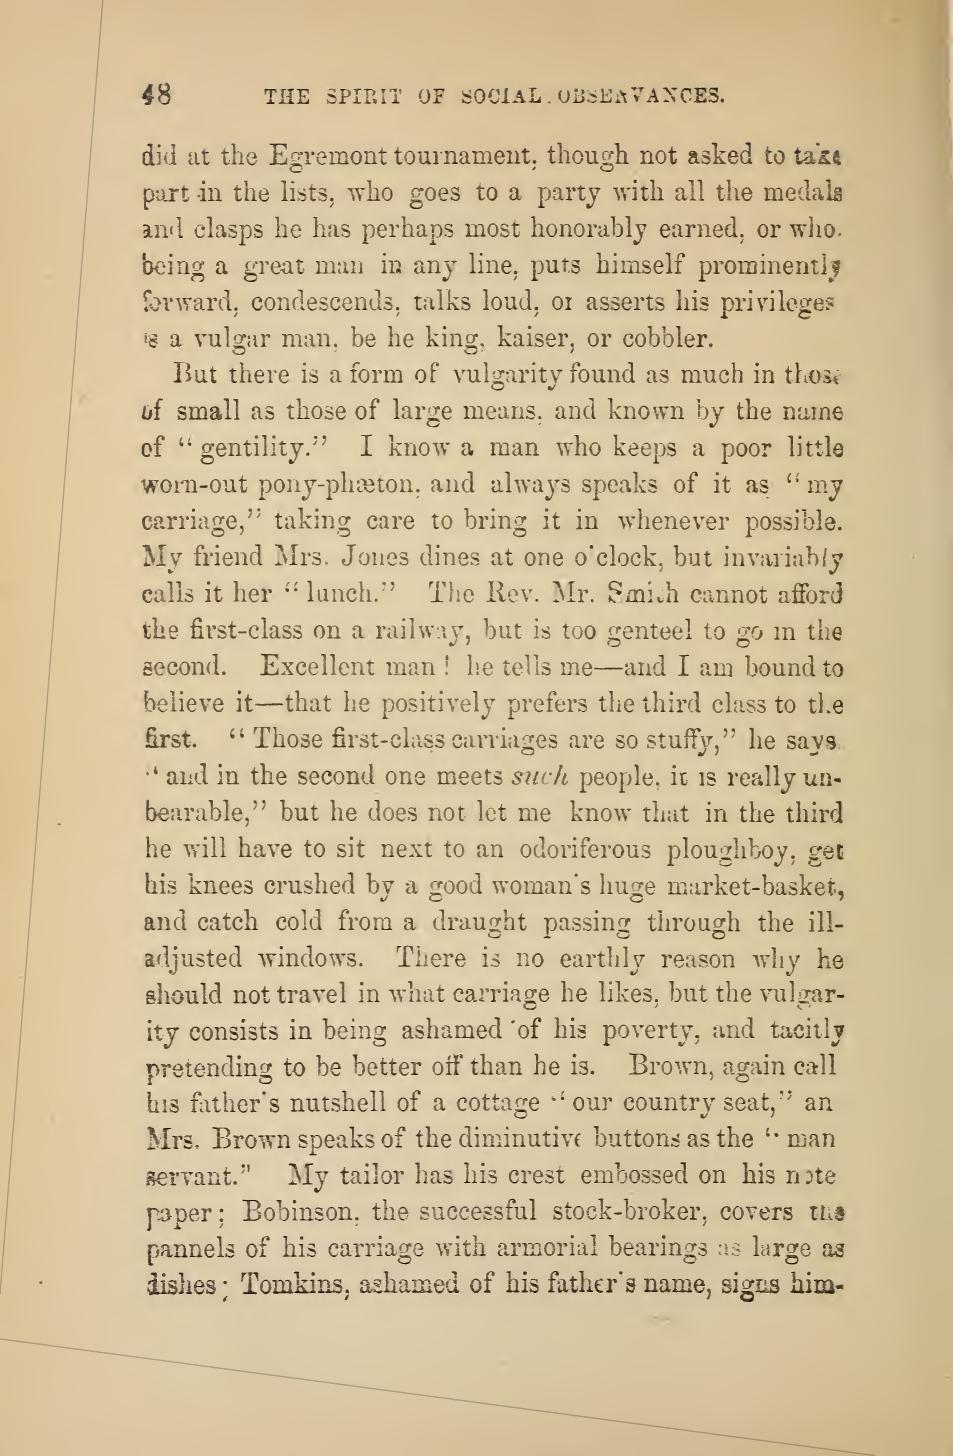 48 THE SPIRIT OF SOCIAL OBSERVANCES.
did at the Egremont tournament, though not asked to take
part in the lists, who goes to a party with all the medals
and clasps he has perhaps most honorably earned, or who,
being a great man in any line, puts himself prominently
forward, condescends, talks loud, or asserts his privileges
is a vulgar man, be he king, kaiser, or cobbler.
But there is a form of vulgarity found as much in those
of small as those of large means, and known by the name
of “gentility.” I know a man who keeps a poor little
worn-out pony-phæton, and always speaks of it as “my
carriage,” taking care to bring it in whenever possible.
My friend Mrs. Jones dines at one o'clock, but invariably
calls it her “lunch.” The Rev. Mr. Smith cannot afford
the first-class on a railway, but is too genteel to go in the
second. Excellent man! he tells me—and I am bound to
believe it—that he positively prefers the third class to the
first. “Those first-class carriages are so stuffy,” he says
“and in the second one meets such people, it is really un-
bearable,” but he does not let me know that in the third
he will have to sit next to an odoriferous ploughboy, get
his knees crushed by a good woman's huge market-basket,
and catch cold from a draught passing through the ill-
adjusted windows. There is no earthly reason why he
should not travel in what carriage he likes, but the vulgar-
ity consists in being ashamed of his poverty, and tacitly
pretending to be better off than he is. Brown, again call
his father's nutshell of a cottage “our country seat,” an
Mrs. Brown speaks of the diminutive buttons as the “man
servant.” My tailor has his crest embossed on his note
paper; Bobinson, the successful stock-broker, covers the
pannels of his carriage with armorial bearings as large as
dishes; Tomkins, ashamed of his father's name, signs him-